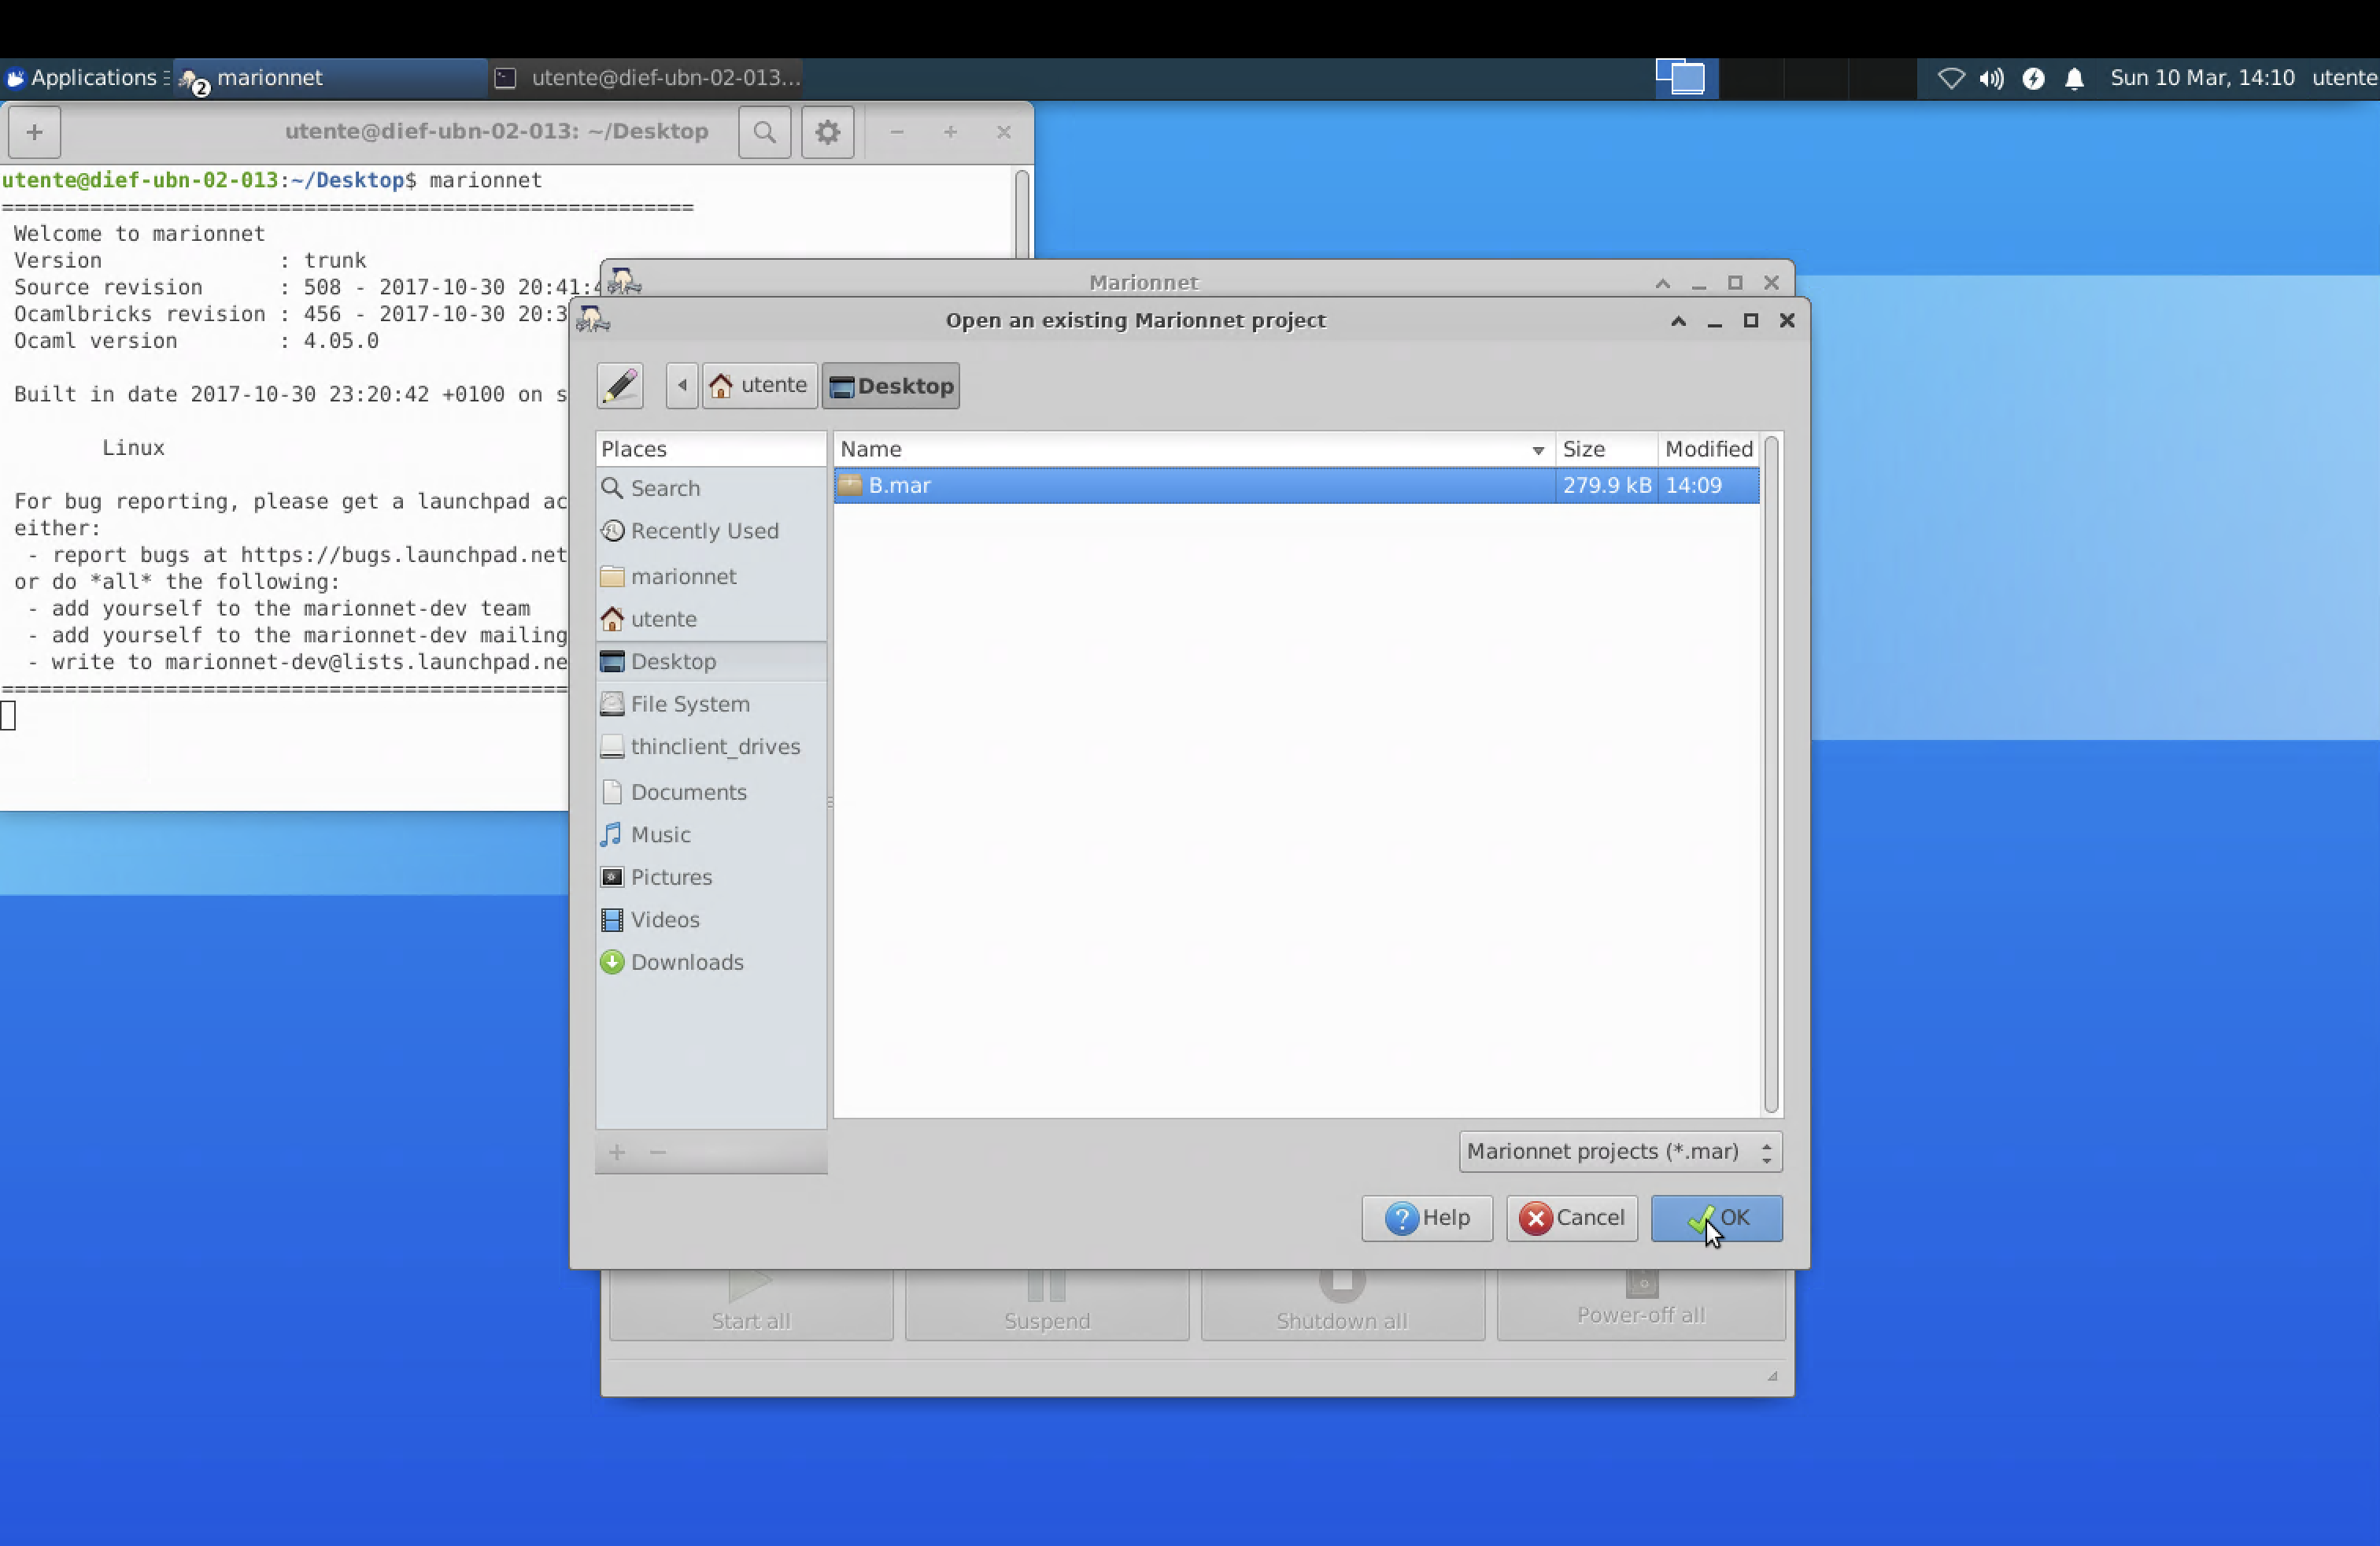 Applications
2 marionnet
utente@dief-ubn-02-013...
Sun 10 Mar, 14:10 utente
utente@dief-ubn-02-013: ~/Desktop
utente@dief-ubn-02-013:~/Desktop$ marionnet
=======================================================
Welcome to marionnet
Version : trunk
Source revision : 508 - 2017-10-30 20:41:4
Ocamlbricks revision : 456 - 2017-10-30 20:3
Ocaml version : 4.05.0
Built in date 2017-10-30 23:20:42 +0100 on s
Linux
For bug reporting, please get a launchpad ac
either:
- report bugs at https://bugs.launchpad.net
or do *all* the following:
- add yourself to the marionnet-dev team
- add yourself to the marionnet-dev mailing
- write to marionnet-dev@lists.launchpad.ne
=============================================
Marionnet
Open an existing Marionnet project
utente
Desktop
Places
Search
Recently Used
marionnet
utente
Desktop
File System
thinclient_drives
Documents
Music
Pictures
Videos
Downloads
Name Size Modified
B.mar 279.9 kB 14:09
Marionnet projects (*.mar)
Help Cancel OK
Start all Suspend Shutdown all Power-off all